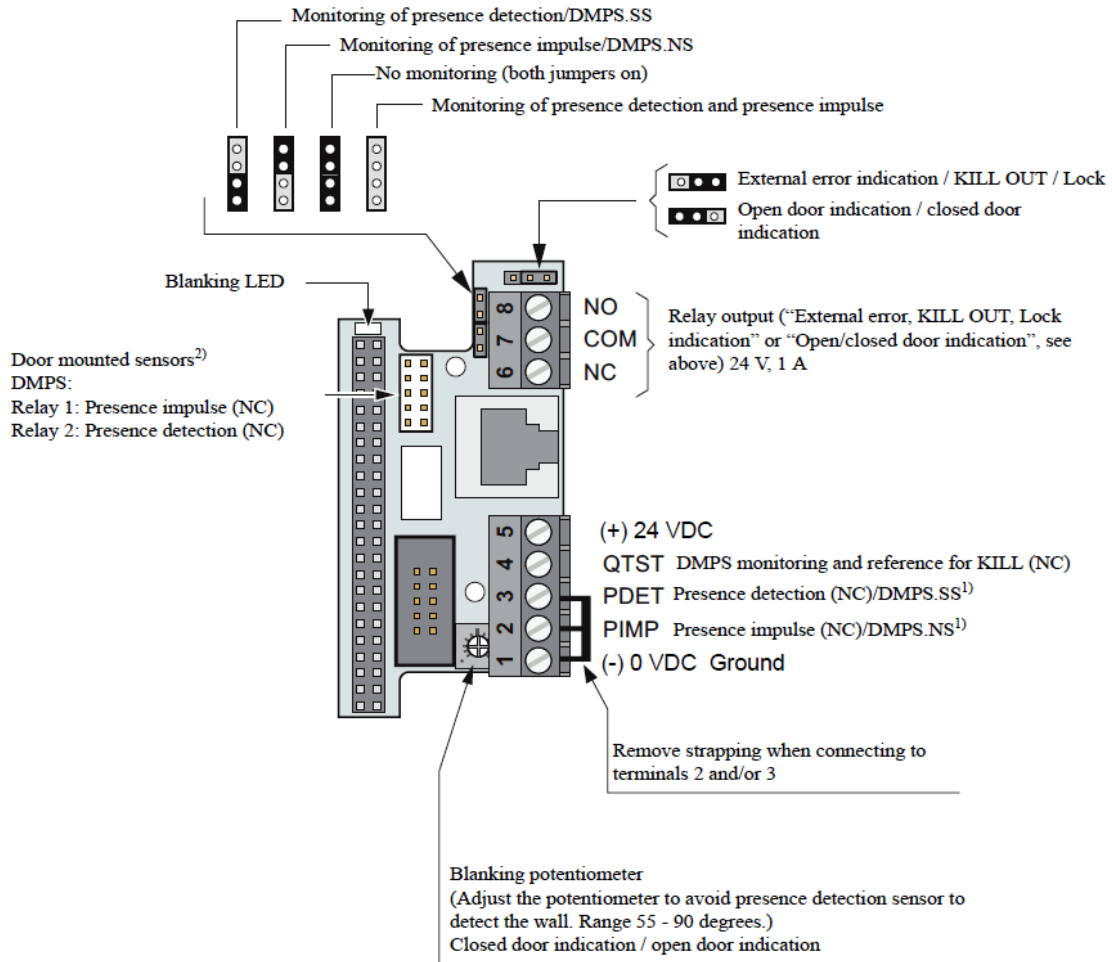 Monitoring of presence detection/DMPS.SS
Monitoring of presence impulse/DMPS.NS
No monitoring (both jumpers on)
Monitoring of presence detection and presence impulse
External error indication / KILL OUT / Lock
Open door indication / closed door
indication
Blanking LED
Door mounted sensors2)
DMPS:
Relay 1: Presence impulse (NC)
Relay 2: Presence detection (NC)
8 NO
7 COM
6 NC
Relay output (“External error, KILL OUT, Lock
indication” or “Open/closed door indication”, see
above) 24 V, 1 A
5 (+) 24 VDC
4 QTST DMPS monitoring and reference for KILL (NC)
3 PDET Presence detection (NC)/DMPS.SS1)
2 PIMP Presence impulse (NC)/DMPS.NS1)
1 (-) 0 VDC Ground
Remove strapping when connecting to
terminals 2 and/or 3
Blanking potentiometer
(Adjust the potentiometer to avoid presence detection sensor to
detect the wall. Range 55 - 90 degrees.)
Closed door indication / open door indication